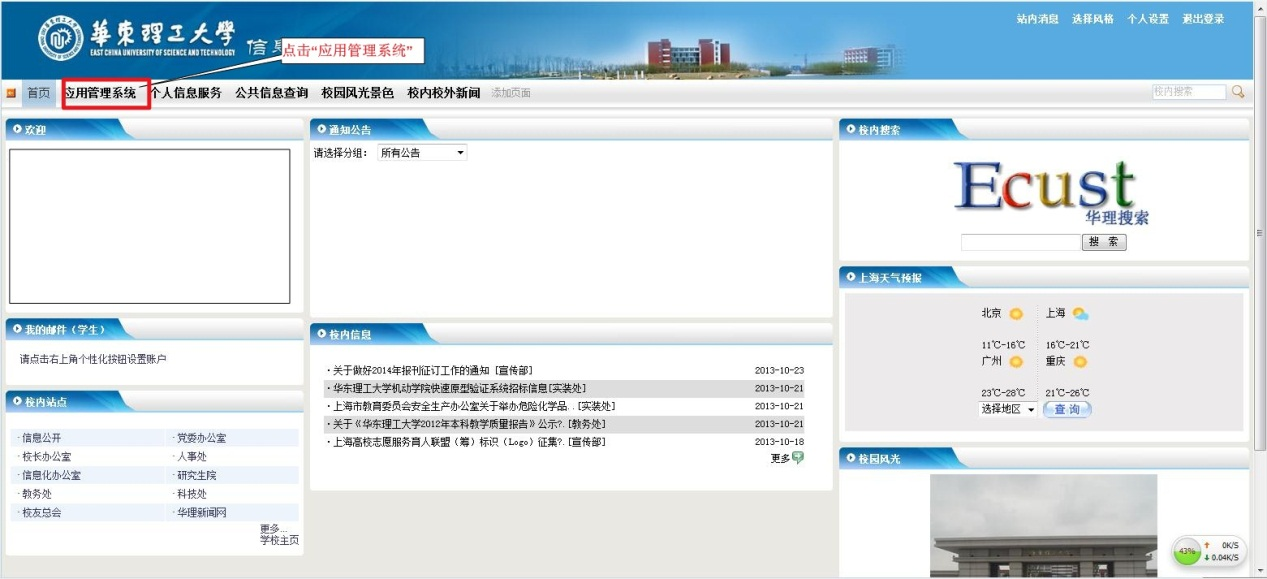 站内消息 选择风格 个人设置 退出登录
華東理工大學
EAST CHINA UNIVERSITY OF SCIENCE AND TECHNOLOGY
信息
点击“应用管理系统”
首页 应用管理系统 个人信息服务 公共信息查询 校园风光景色 校内校外新闻 添加页面
校内搜索
欢迎
我的邮件（学生）
请点击右上角个性化按钮设置账户
校内站点
·信息公开 ·党委办公室
·校长办公室 ·人事处
·信息化办公室 ·研究生院
·教务处 ·科技处
·校友总会 ·华理新闻网
更多...
学校主页
通知公告
请选择分组： 所有公告
校内信息
·关于做好2014年报刊征订工作的通知 [宣传部] 2013-10-23
·华东理工大学机动学院快速原型验证系统招标信息[实装处] 2013-10-21
·上海市教育委员会安全生产办公室关于举办危险化学品..[实装处] 2013-10-21
·关于《华东理工大学2012年本科教学质量报告》公示?.[教务处] 2013-10-21
·上海高校志愿服务育人联盟（筹）标识（Logo）征集?.[宣传部] 2013-10-18
更多
校内搜索
Ecust
华理搜索
搜 索
上海天气预报
北京 上海
11℃-16℃ 16℃-21℃
广州 重庆
23℃-28℃ 21℃-26℃
选择地区 查 询
校园风光
43% 0K/S
0.04K/S